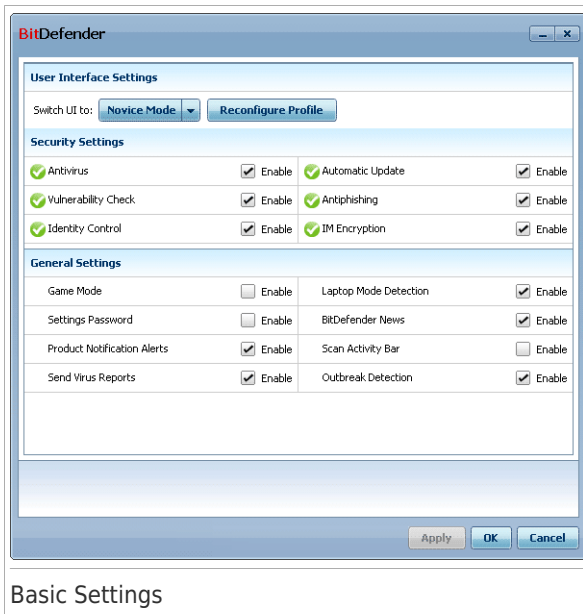 BitDefender
User Interface Settings
Switch UI to: Novice Mode Reconfigure Profile
Security Settings
Antivirus Enable Automatic Update Enable
Vulnerability Check Enable Antiphishing Enable
Identity Control Enable IM Encryption Enable
General Settings
Game Mode Enable Laptop Mode Detection Enable
Settings Password Enable BitDefender News Enable
Product Notification Alerts Enable Scan Activity Bar Enable
Send Virus Reports Enable Outbreak Detection Enable
Apply OK Cancel
Basic Settings